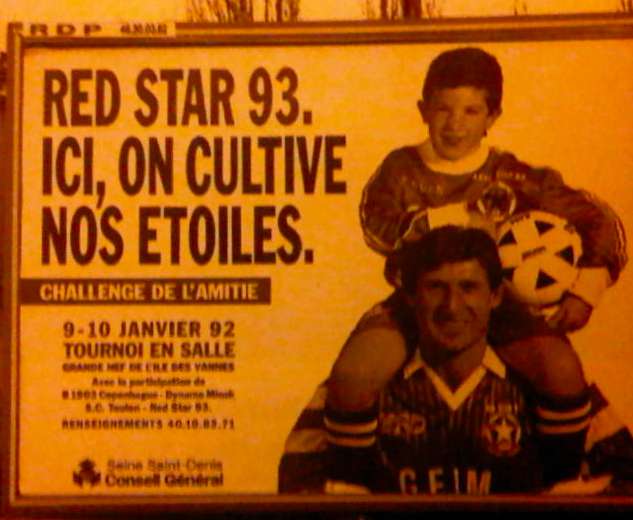 RDP
RED STAR 93.
ICI, ON CULTIVE
NOS ETOILES.
CHALLENGE DE L'AMITIE
9-10 JANVIER 92
TOURNOI EN SALLE
GRANDE NEF DE L'ILE DES VANNES
Avec la participation de
B 1903 Copenhague - Dynamo Minsk
S.C. Toulon - Red Star 93.
RENSEIGNEMENTS 40.10.83.71
Seine Saint-Denis
Conseil Général
GEIM